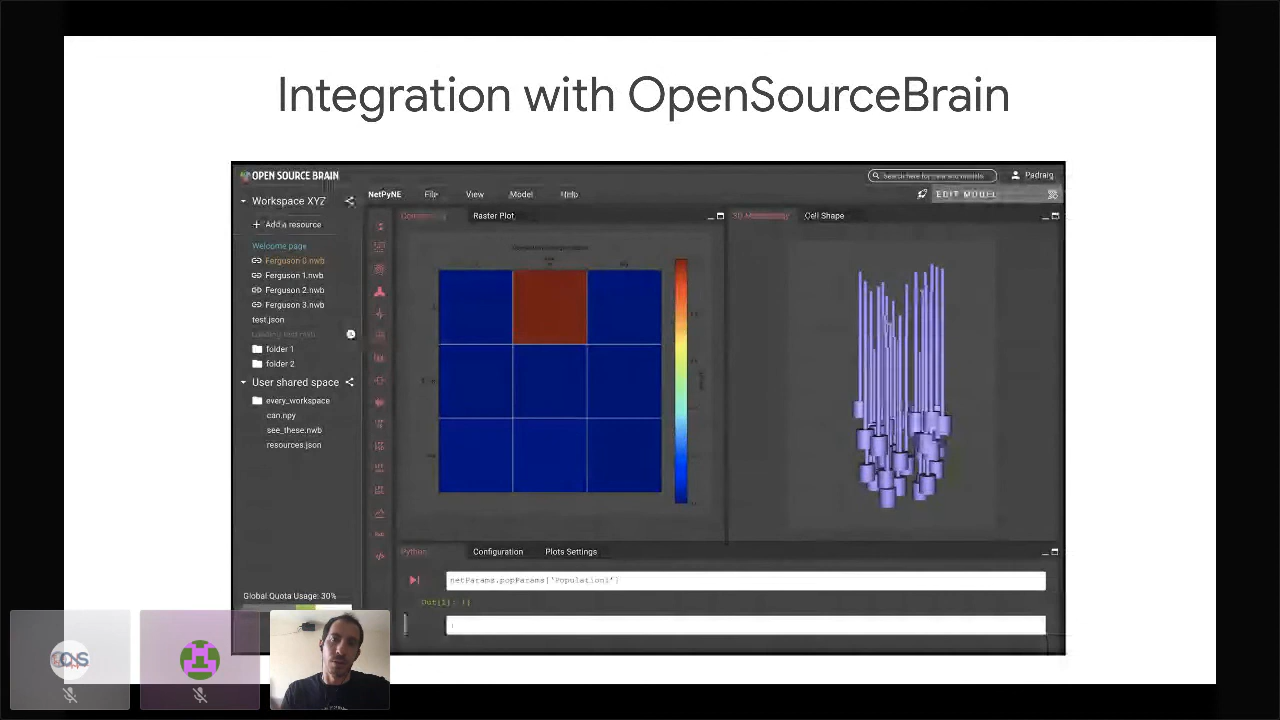 Integration with OpenSourceBrain
OPEN SOURCE BRAIN
Padraig
NetPyNE File View Model Help
EDIT MODEL
Workspace XYZ
Add a resource
Welcome page
Ferguson 0.nwb
Ferguson 1.nwb
Ferguson 2.nwb
Ferguson 3.nwb
test.json
folder 1
folder 2
User shared space
every_workspace
can.npy
see_these.nwb
resources.json
Global Quota Usage: 30%
Raster Plot
Cell Shape
Python Configuration Plots Settings
netParams.popParams['Population1']